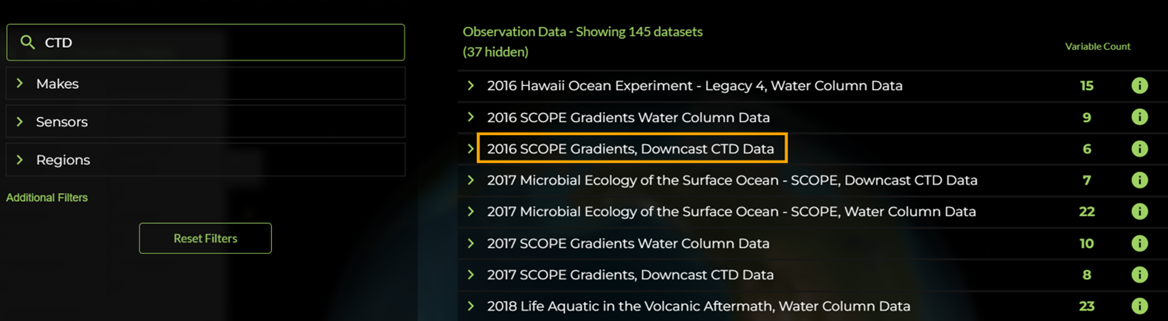 CTD
Makes
Sensors
Regions
Additional Filters
Reset Filters
Observation Data - Showing 145 datasets
(37 hidden)
Variable Count
2016 Hawaii Ocean Experiment - Legacy 4, Water Column Data 15
2016 SCOPE Gradients Water Column Data 9
2016 SCOPE Gradients, Downcast CTD Data 6
2017 Microbial Ecology of the Surface Ocean - SCOPE, Downcast CTD Data 7
2017 Microbial Ecology of the Surface Ocean - SCOPE, Water Column Data 22
2017 SCOPE Gradients Water Column Data 10
2017 SCOPE Gradients, Downcast CTD Data 8
2018 Life Aquatic in the Volcanic Aftermath, Water Column Data 23